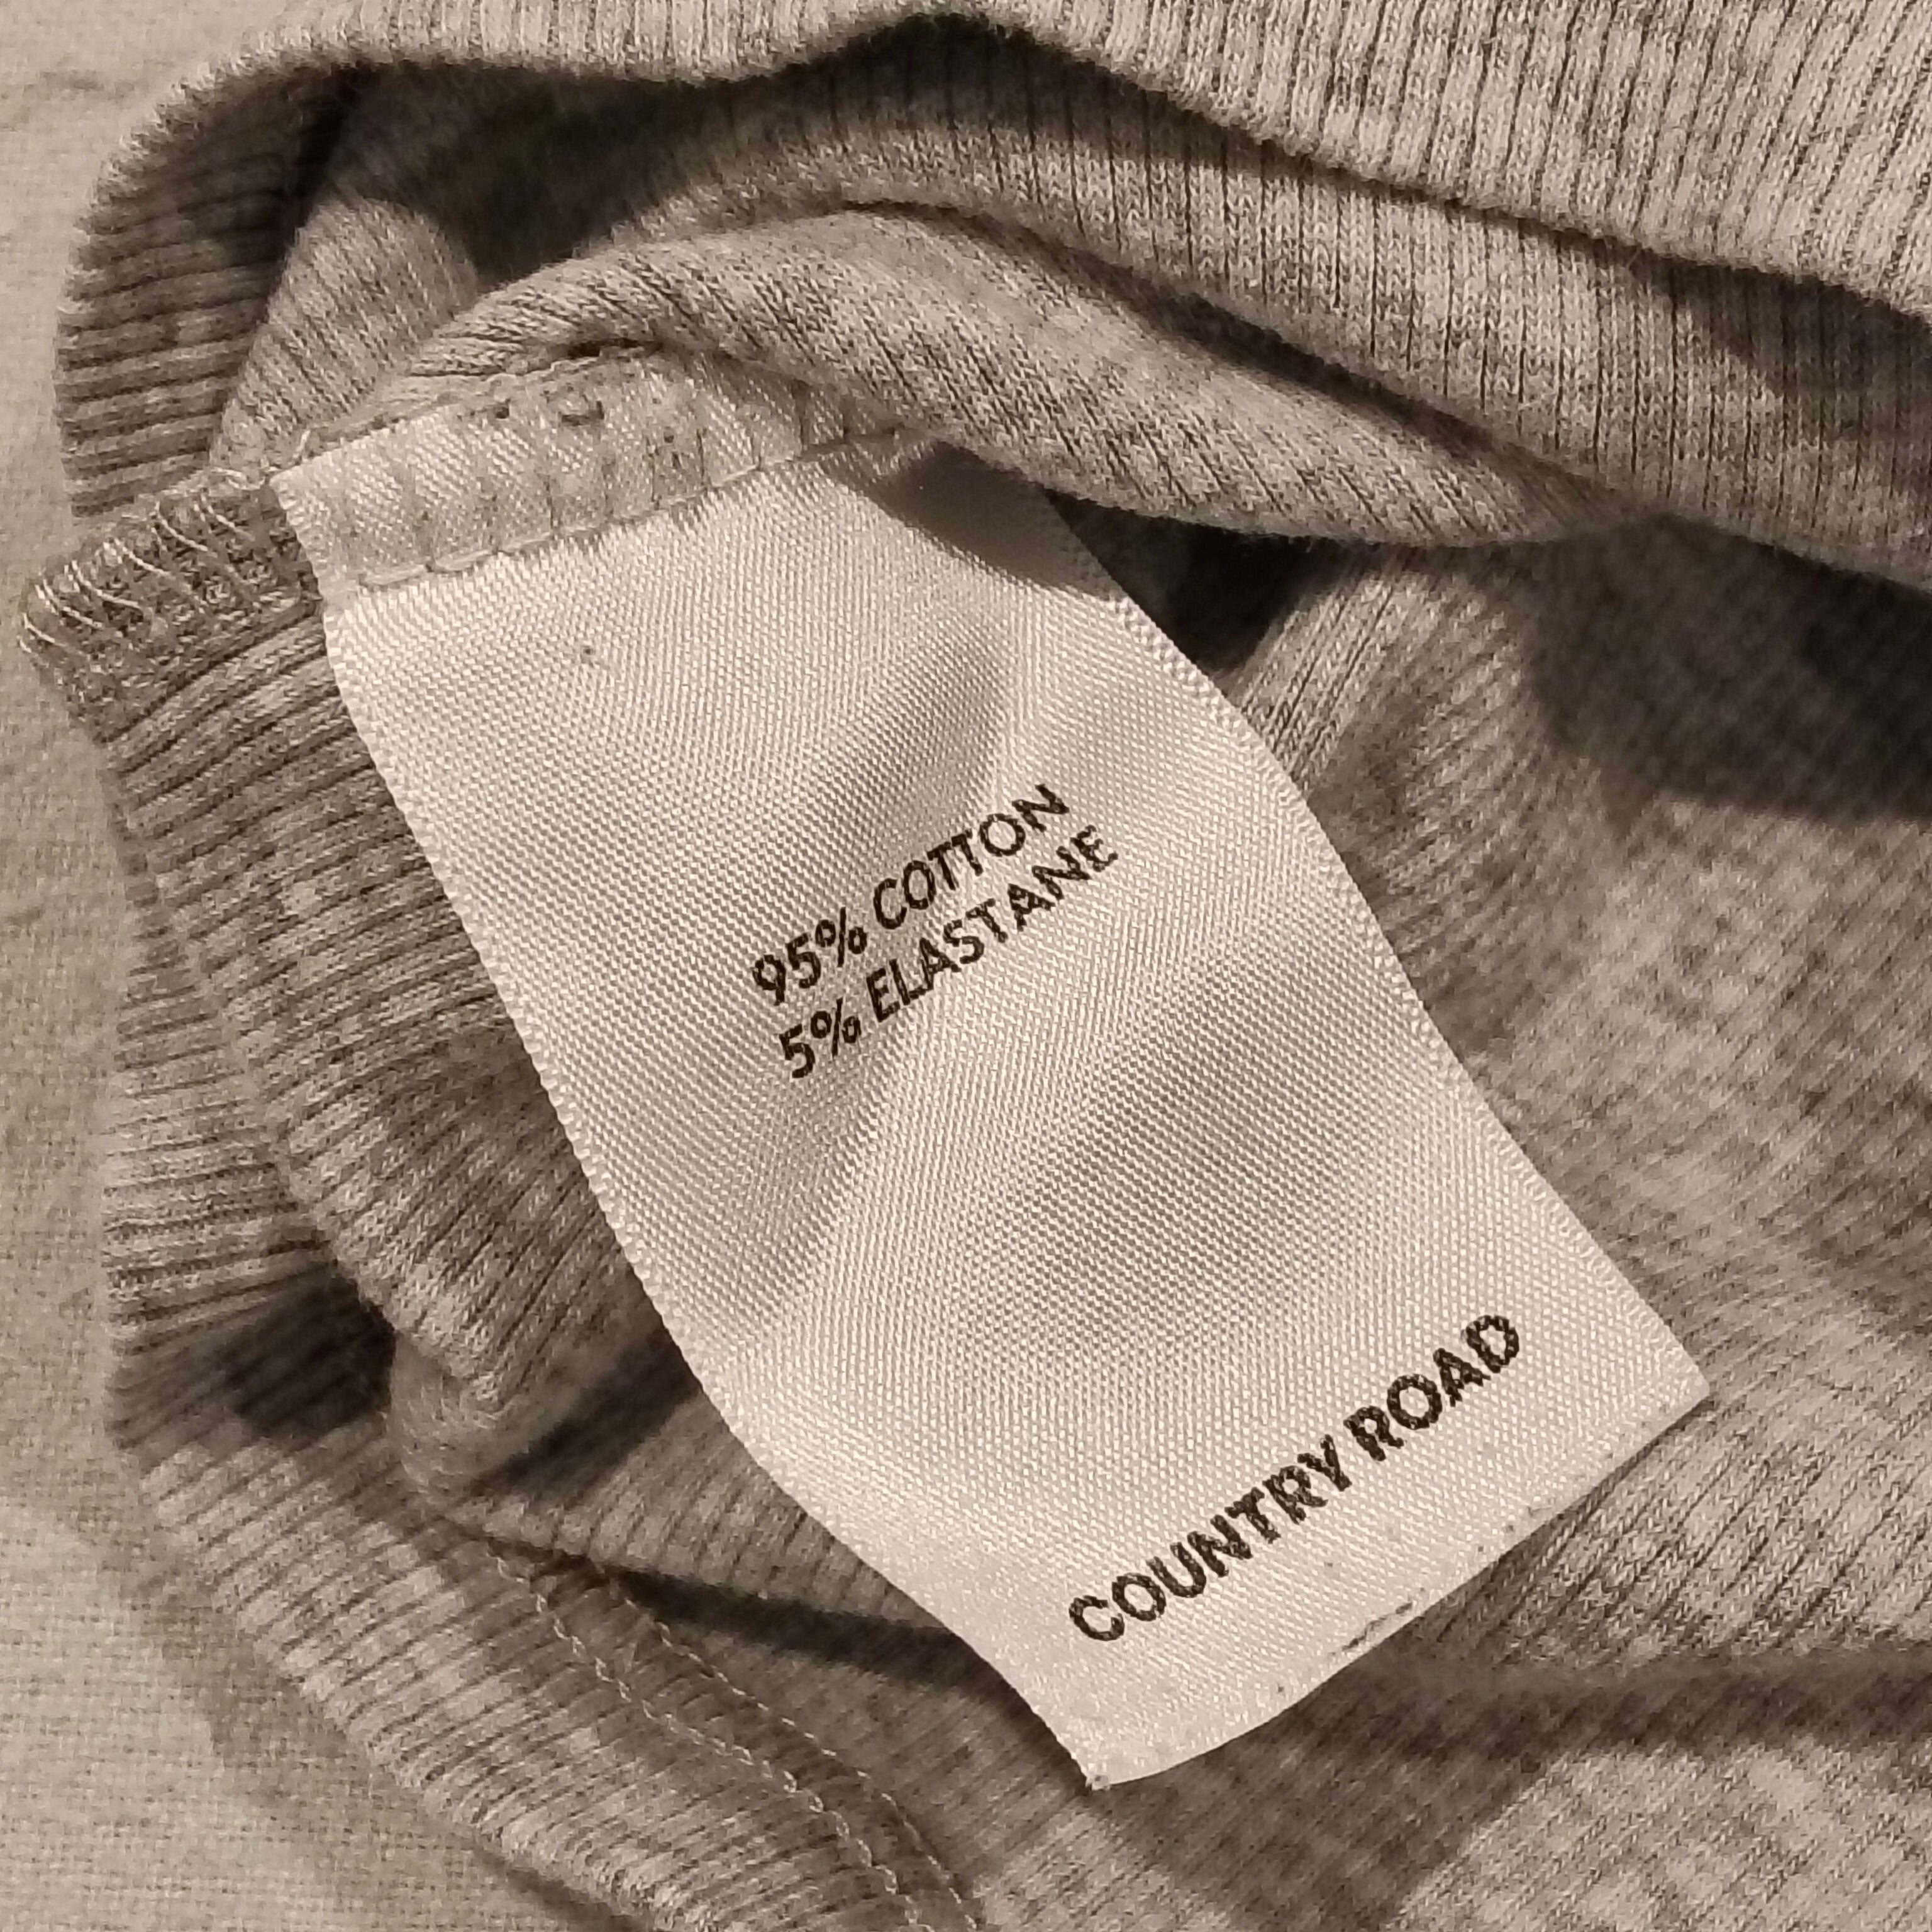 95% COTTON
5% ELASTANE
COUNTRY ROAD